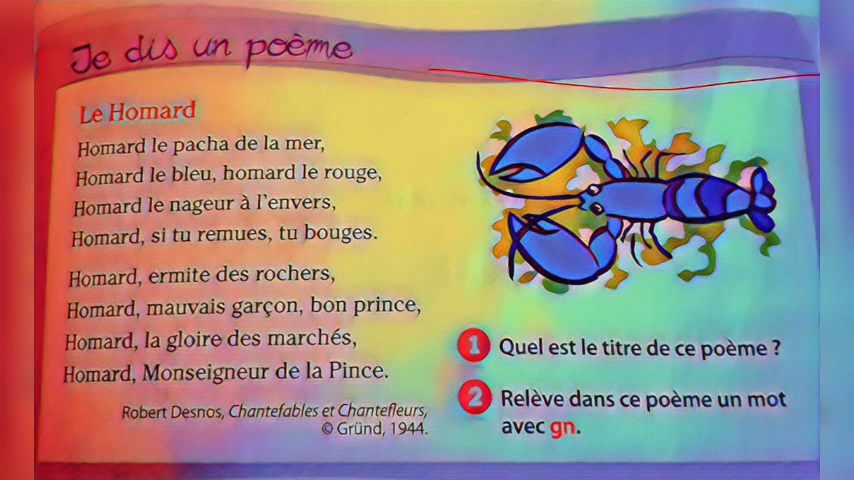 Je dis un poème
Le Homard
Homard le pacha de la mer,
Homard le bleu, homard le rouge,
Homard le nageur à l'envers,
Homard, si tu remues, tu bouges.
Homard, ermite des rochers,
Homard, mauvais garçon, bon prince,
Homard, la gloire des marchés,
Homard, Monseigneur de la Pince.
Robert Desnos, Chantefables et Chantefleurs,
© Gründ, 1944.
1 Quel est le titre de ce poème ?
2 Relève dans ce poème un mot
avec gn.